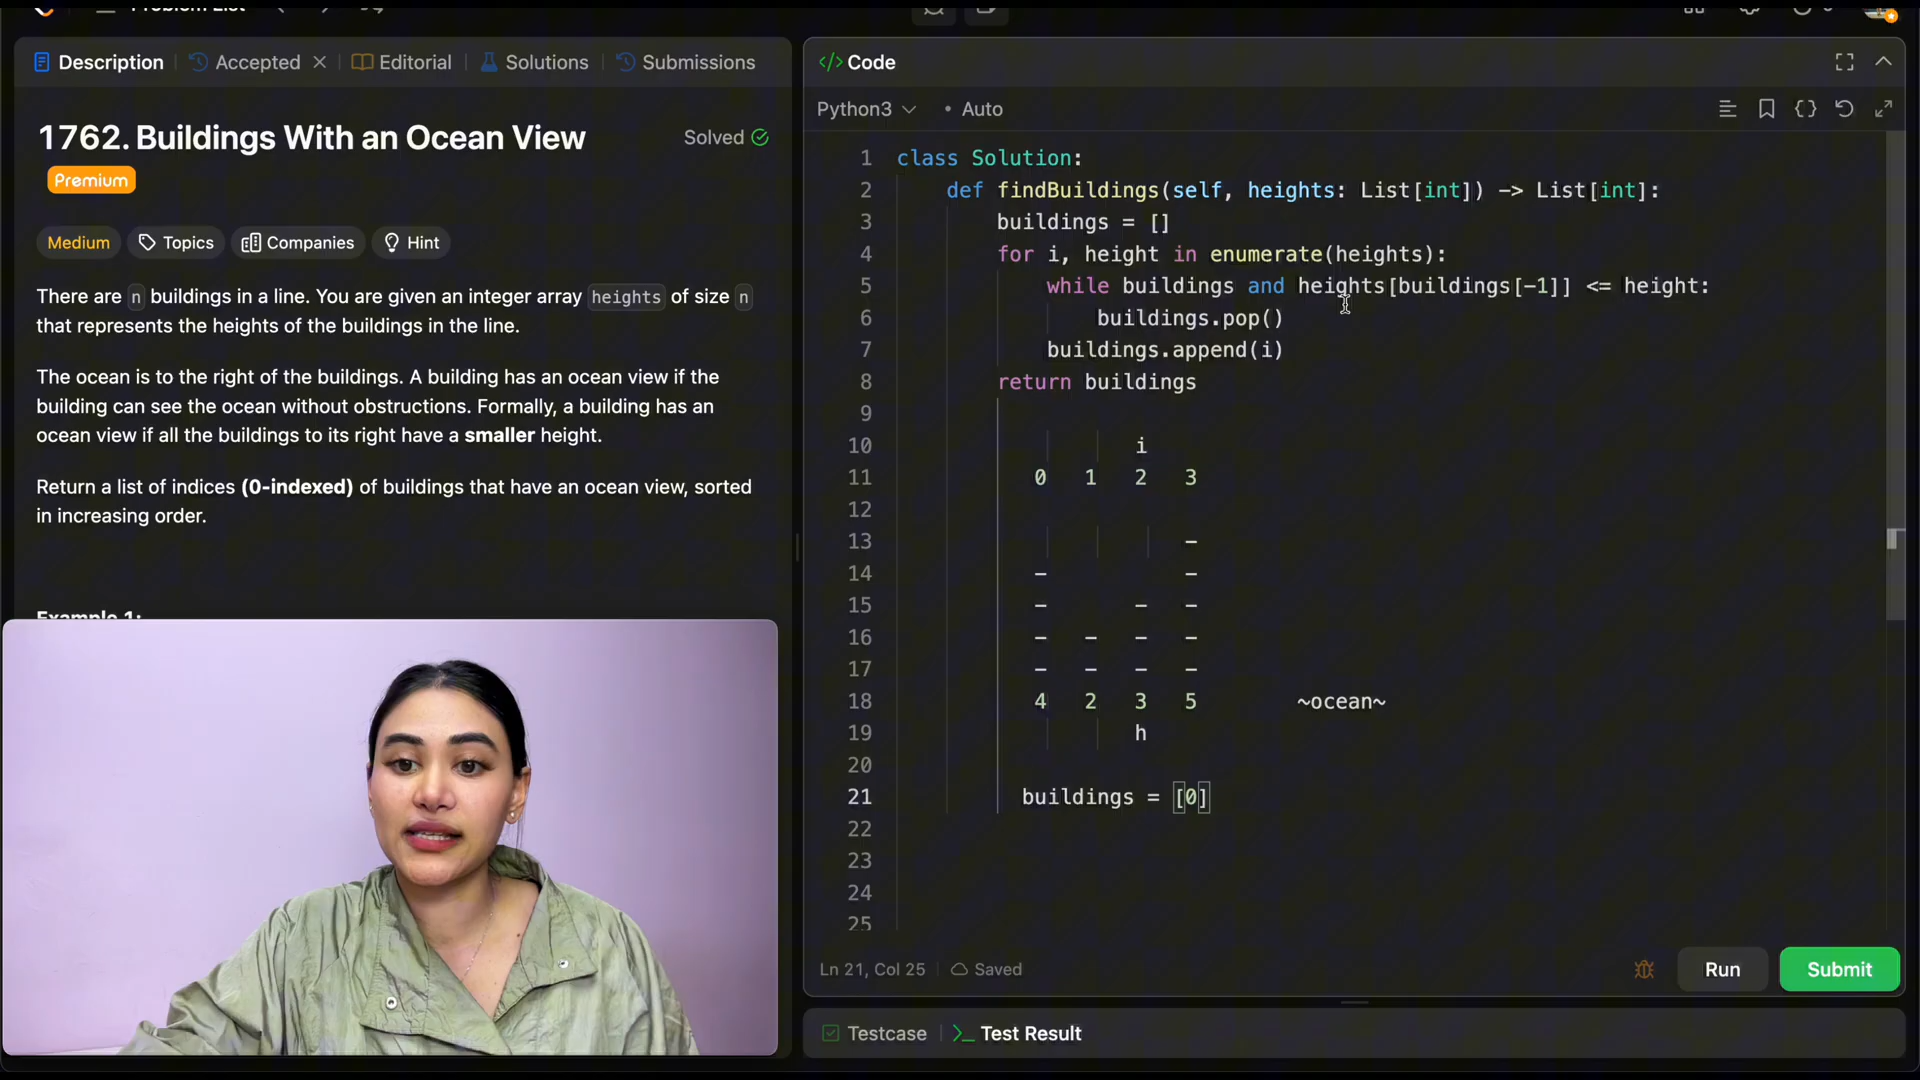 Problem List
Description
Accepted
Editorial
Solutions
Submissions
1762. Buildings With an Ocean View
Solved
Premium
Medium
Topics
Companies
Hint
There are n buildings in a line. You are given an integer array heights of size n
that represents the heights of the buildings in the line.
The ocean is to the right of the buildings. A building has an ocean view if the
building can see the ocean without obstructions. Formally, a building has an
ocean view if all the buildings to its right have a smaller height.
Return a list of indices (0-indexed) of buildings that have an ocean view, sorted
in increasing order.
Example 1:
</> Code
Python3
• Auto
1 class Solution:
2 def findBuildings(self, heights: List[int]) -> List[int]:
3 buildings = []
4 for i, height in enumerate(heights):
5 while buildings and heights[buildings[-1]] <= height:
6 buildings.pop()
7 buildings.append(i)
8 return buildings
9
10 i
11 0 1 2 3
12
13 -
14 - -
15 - - -
16 - - - -
17 - - - -
18 4 2 3 5 ~ocean~
19 h
20
21 buildings = [0]
22
23
24
25
Ln 21, Col 25
Saved
Run
Submit
Testcase
>_ Test Result